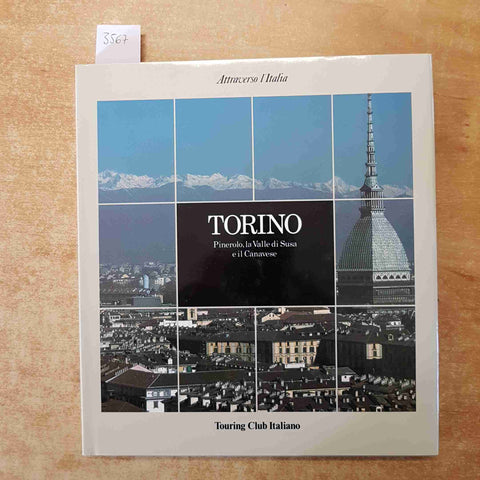 3567
Attraverso l'Italia
TORINO
Pinerolo, la Valle di Susa
e il Canavese
Touring Club Italiano